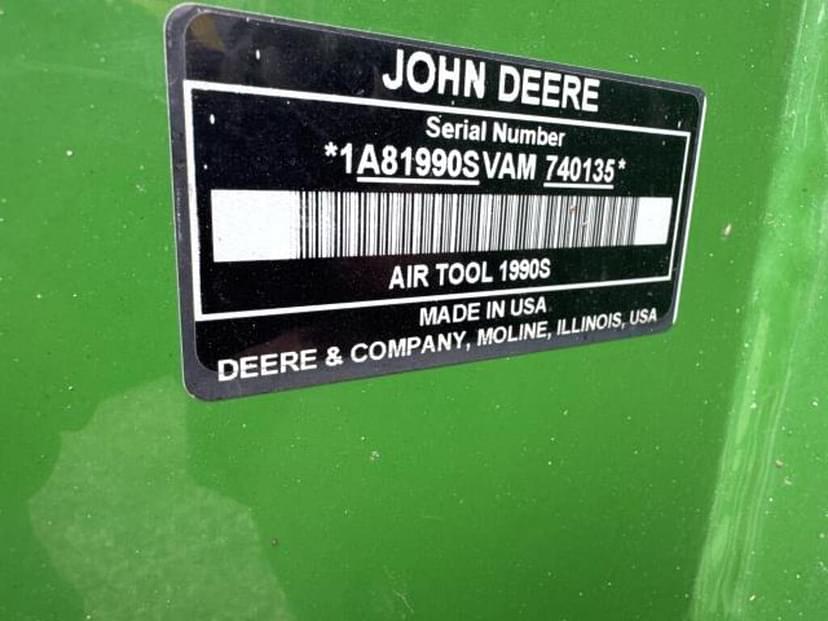 JOHN DEERE
Serial Number
*1A81990SVAM 740135*
AIR TOOL 1990S
MADE IN USA
DEERE & COMPANY, MOLINE, ILLINOIS, USA